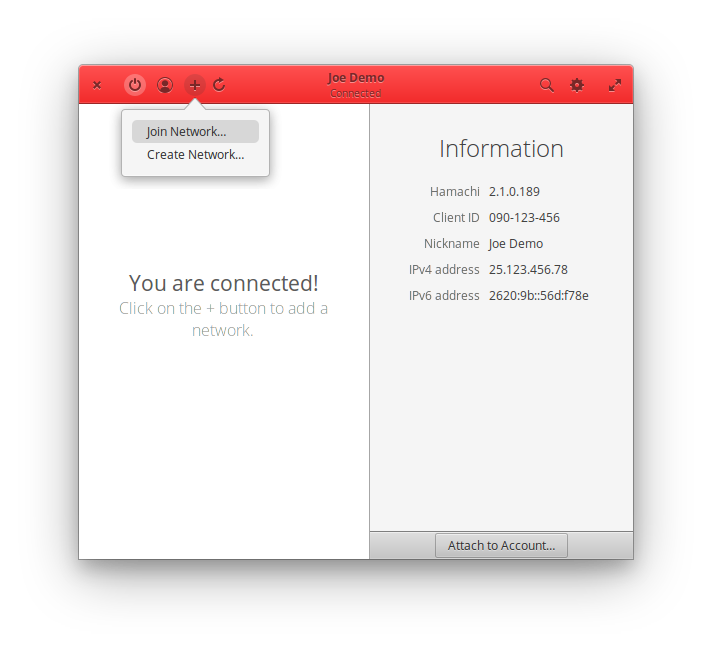 Joe Demo
Connected
Join Network...
Create Network...
You are connected!
Click on the + button to add a
network.
Information
Hamachi 2.1.0.189
Client ID 090-123-456
Nickname Joe Demo
IPv4 address 25.123.456.78
IPv6 address 2620:9b::56d:f78e
Attach to Account...